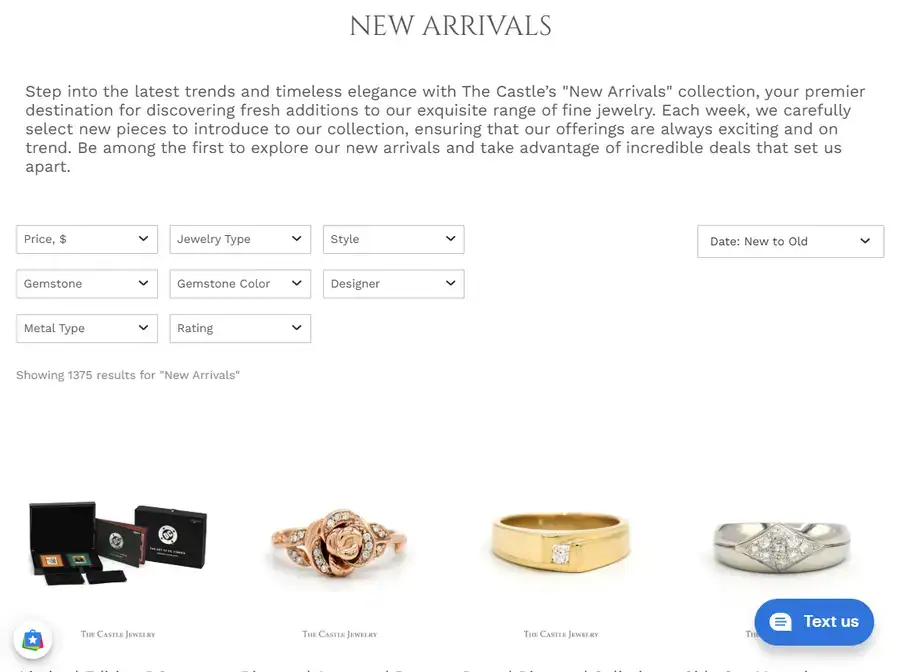 NEW ARRIVALS
Step into the latest trends and timeless elegance with The Castle’s "New Arrivals" collection, your premier
destination for discovering fresh additions to our exquisite range of fine jewelry. Each week, we carefully
select new pieces to introduce to our collection, ensuring that our offerings are always exciting and on
trend. Be among the first to explore our new arrivals and take advantage of incredible deals that set us
apart.
Price, $ Jewelry Type Style Date: New to Old
Gemstone Gemstone Color Designer
Metal Type Rating
Showing 1375 results for "New Arrivals"
The Castle Jewelry The Castle Jewelry The Castle Jewelry
Text us